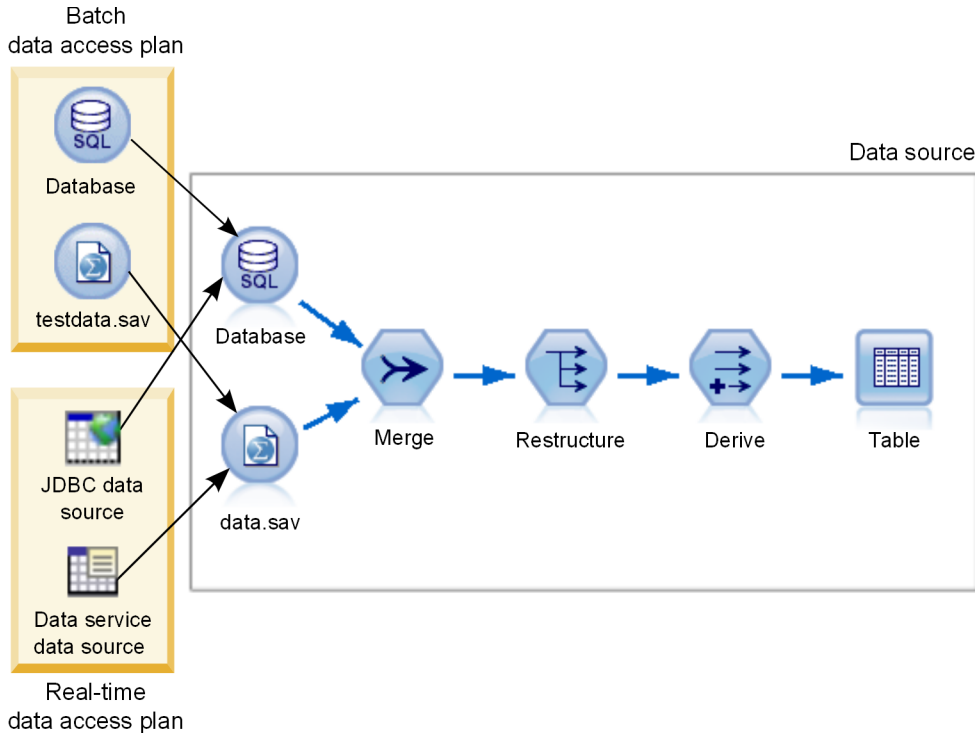 Batch
data access plan
SQL
Database
testdata.sav
JDBC data
source
Data service
data source
Real-time
data access plan
Data source
SQL
Database
Σ
data.sav
Merge
Restructure
Derive
Table